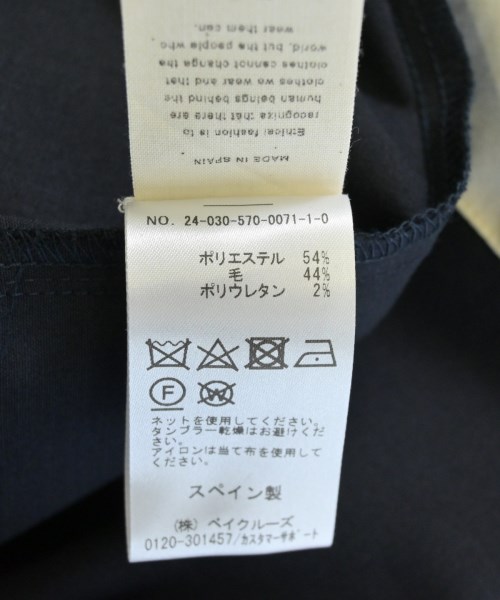 MADE IN SPAIN
Ethics: fashion is to
recognize that there are
human beings behind the
clothes we wear and that
clothes cannot change the
world, but the people who
wear them can.
NO. 24-030-570-0071-1-0
ポリエステル 54%
毛 44%
ポリウレタン 2%
F
W
ネットを使用してください。
タンブラー乾燥はお避けくだ
さい。
アイロンは当て布を使用して
ください。
スペイン製
(株) ベイクルーズ
0120-301457/カスタマーサポート